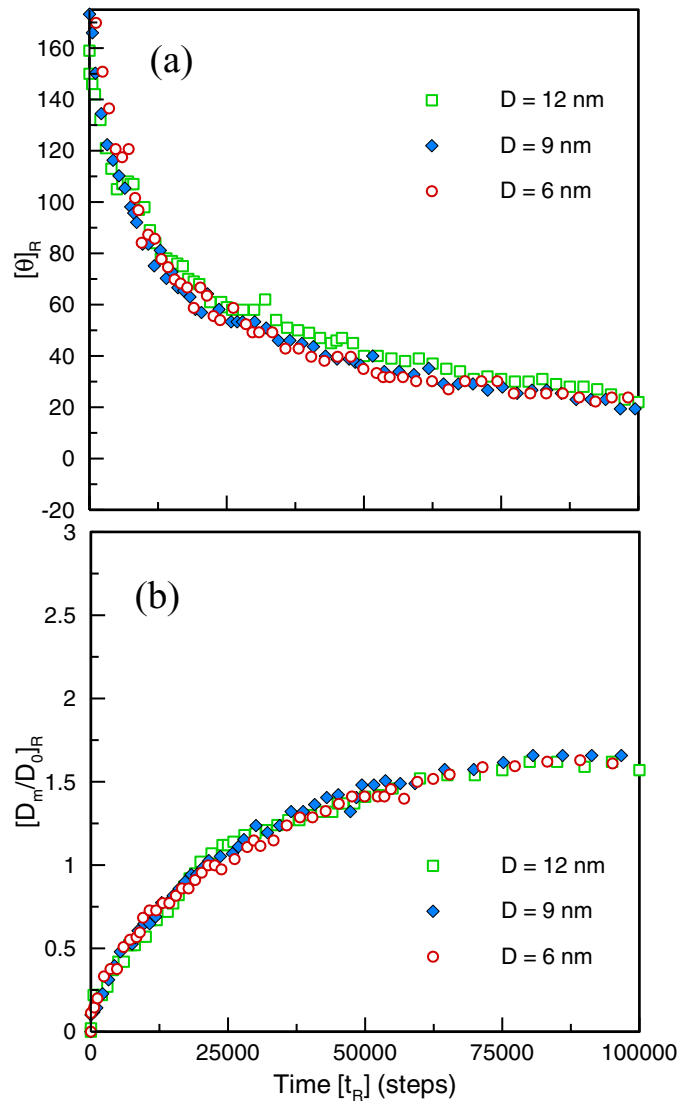 (a)
160
140
120
100
80
60
40
20
0
-20
[θ]R
D = 12 nm
D = 9 nm
D = 6 nm
(b)
3
2.5
2
1.5
1
0.5
0
[Dm/D0]R
D = 12 nm
D = 9 nm
D = 6 nm
0 25000 50000 75000 100000
Time [tR] (steps)